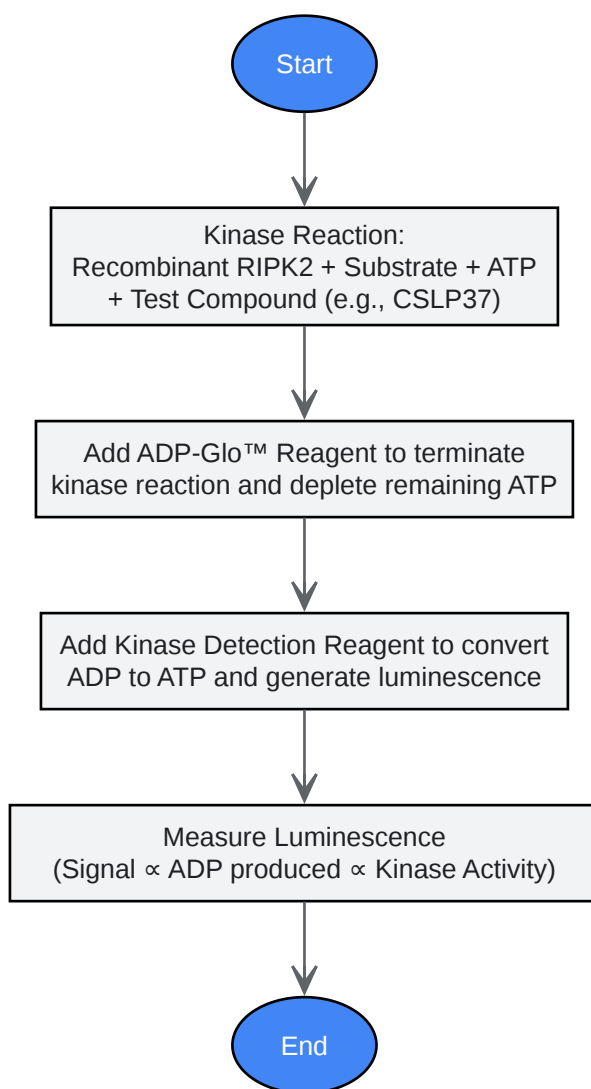 Start
Kinase Reaction:
Recombinant RIPK2 + Substrate + ATP
+ Test Compound (e.g., CSLP37)
Add ADP-Glo™ Reagent to terminate
kinase reaction and deplete remaining ATP
Add Kinase Detection Reagent to convert
ADP to ATP and generate luminescence
Measure Luminescence
(Signal ∝ ADP produced ∝ Kinase Activity)
End